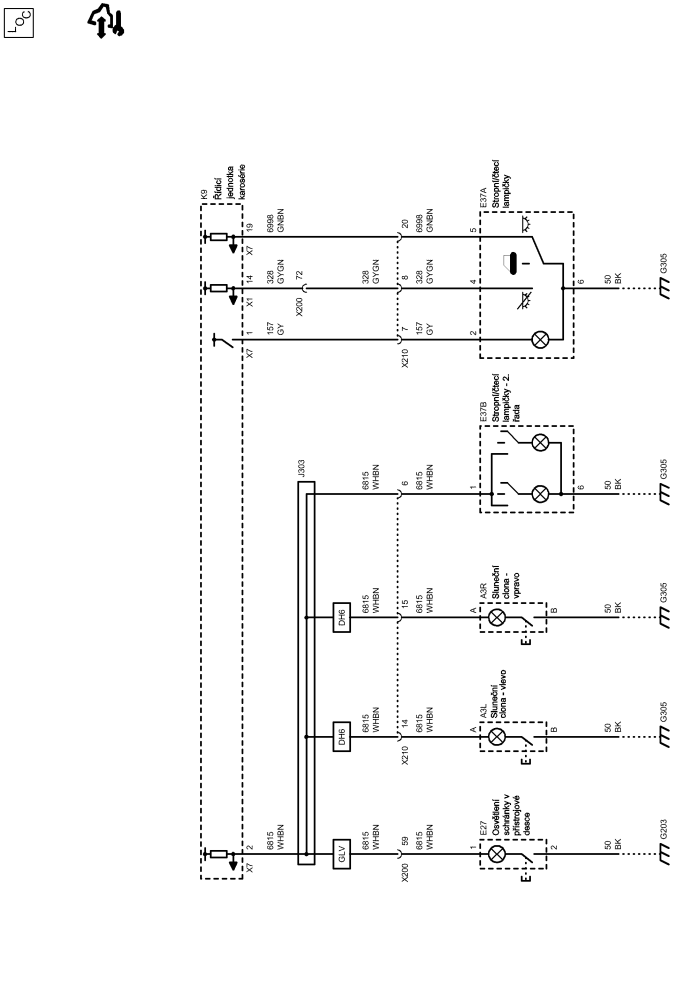 LOC
K9
Řídicí
jednotka
karosérie
2
X7
6815
WHBN
1
X7
157
GY
14
X1
328
GYGN
72
X200
19
X7
6998
GNBN
J303
GLV
DH6
DH6
6815
WHBN
59
X200
6815
WHBN
6815
WHBN
14
X210
6815
WHBN
6815
WHBN
15
6815
WHBN
6815
WHBN
6
6815
WHBN
7
X210
157
GY
328
GYGN
8
328
GYGN
20
6998
GNBN
E27
Osvětlení
schránky v
přístrojové
desce
1
2
A3L
Sluneční
clona - vlevo
A
B
A3R
Sluneční
clona -
vpravo
A
B
E37B
Stropní/čtecí
lampičky - 2.
řada
1
6
E37A
Stropní/čtecí
lampičky
2
4
5
6
50
BK
G203
50
BK
G305
50
BK
G305
50
BK
G305
50
BK
G305